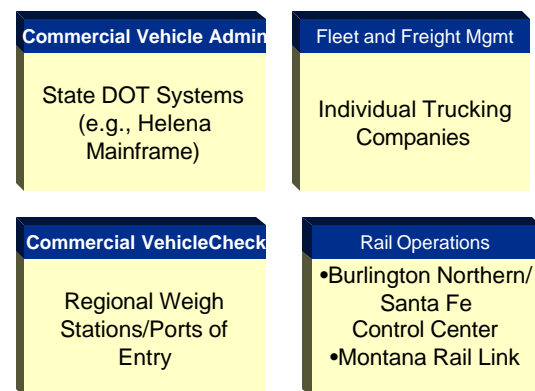 Commercial Vehicle Admin
State DOT Systems
(e.g., Helena
Mainframe)
Fleet and Freight Mgmt
Individual Trucking
Companies
Commercial VehicleCheck
Regional Weigh
Stations/Ports of
Entry
Rail Operations
•Burlington Northern/
Santa Fe
Control Center
•Montana Rail Link